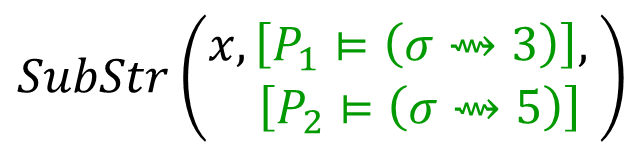 SubStr(x, [P₁ ⊨ (σ ⇝ 3)],
[P₂ ⊨ (σ ⇝ 5)])